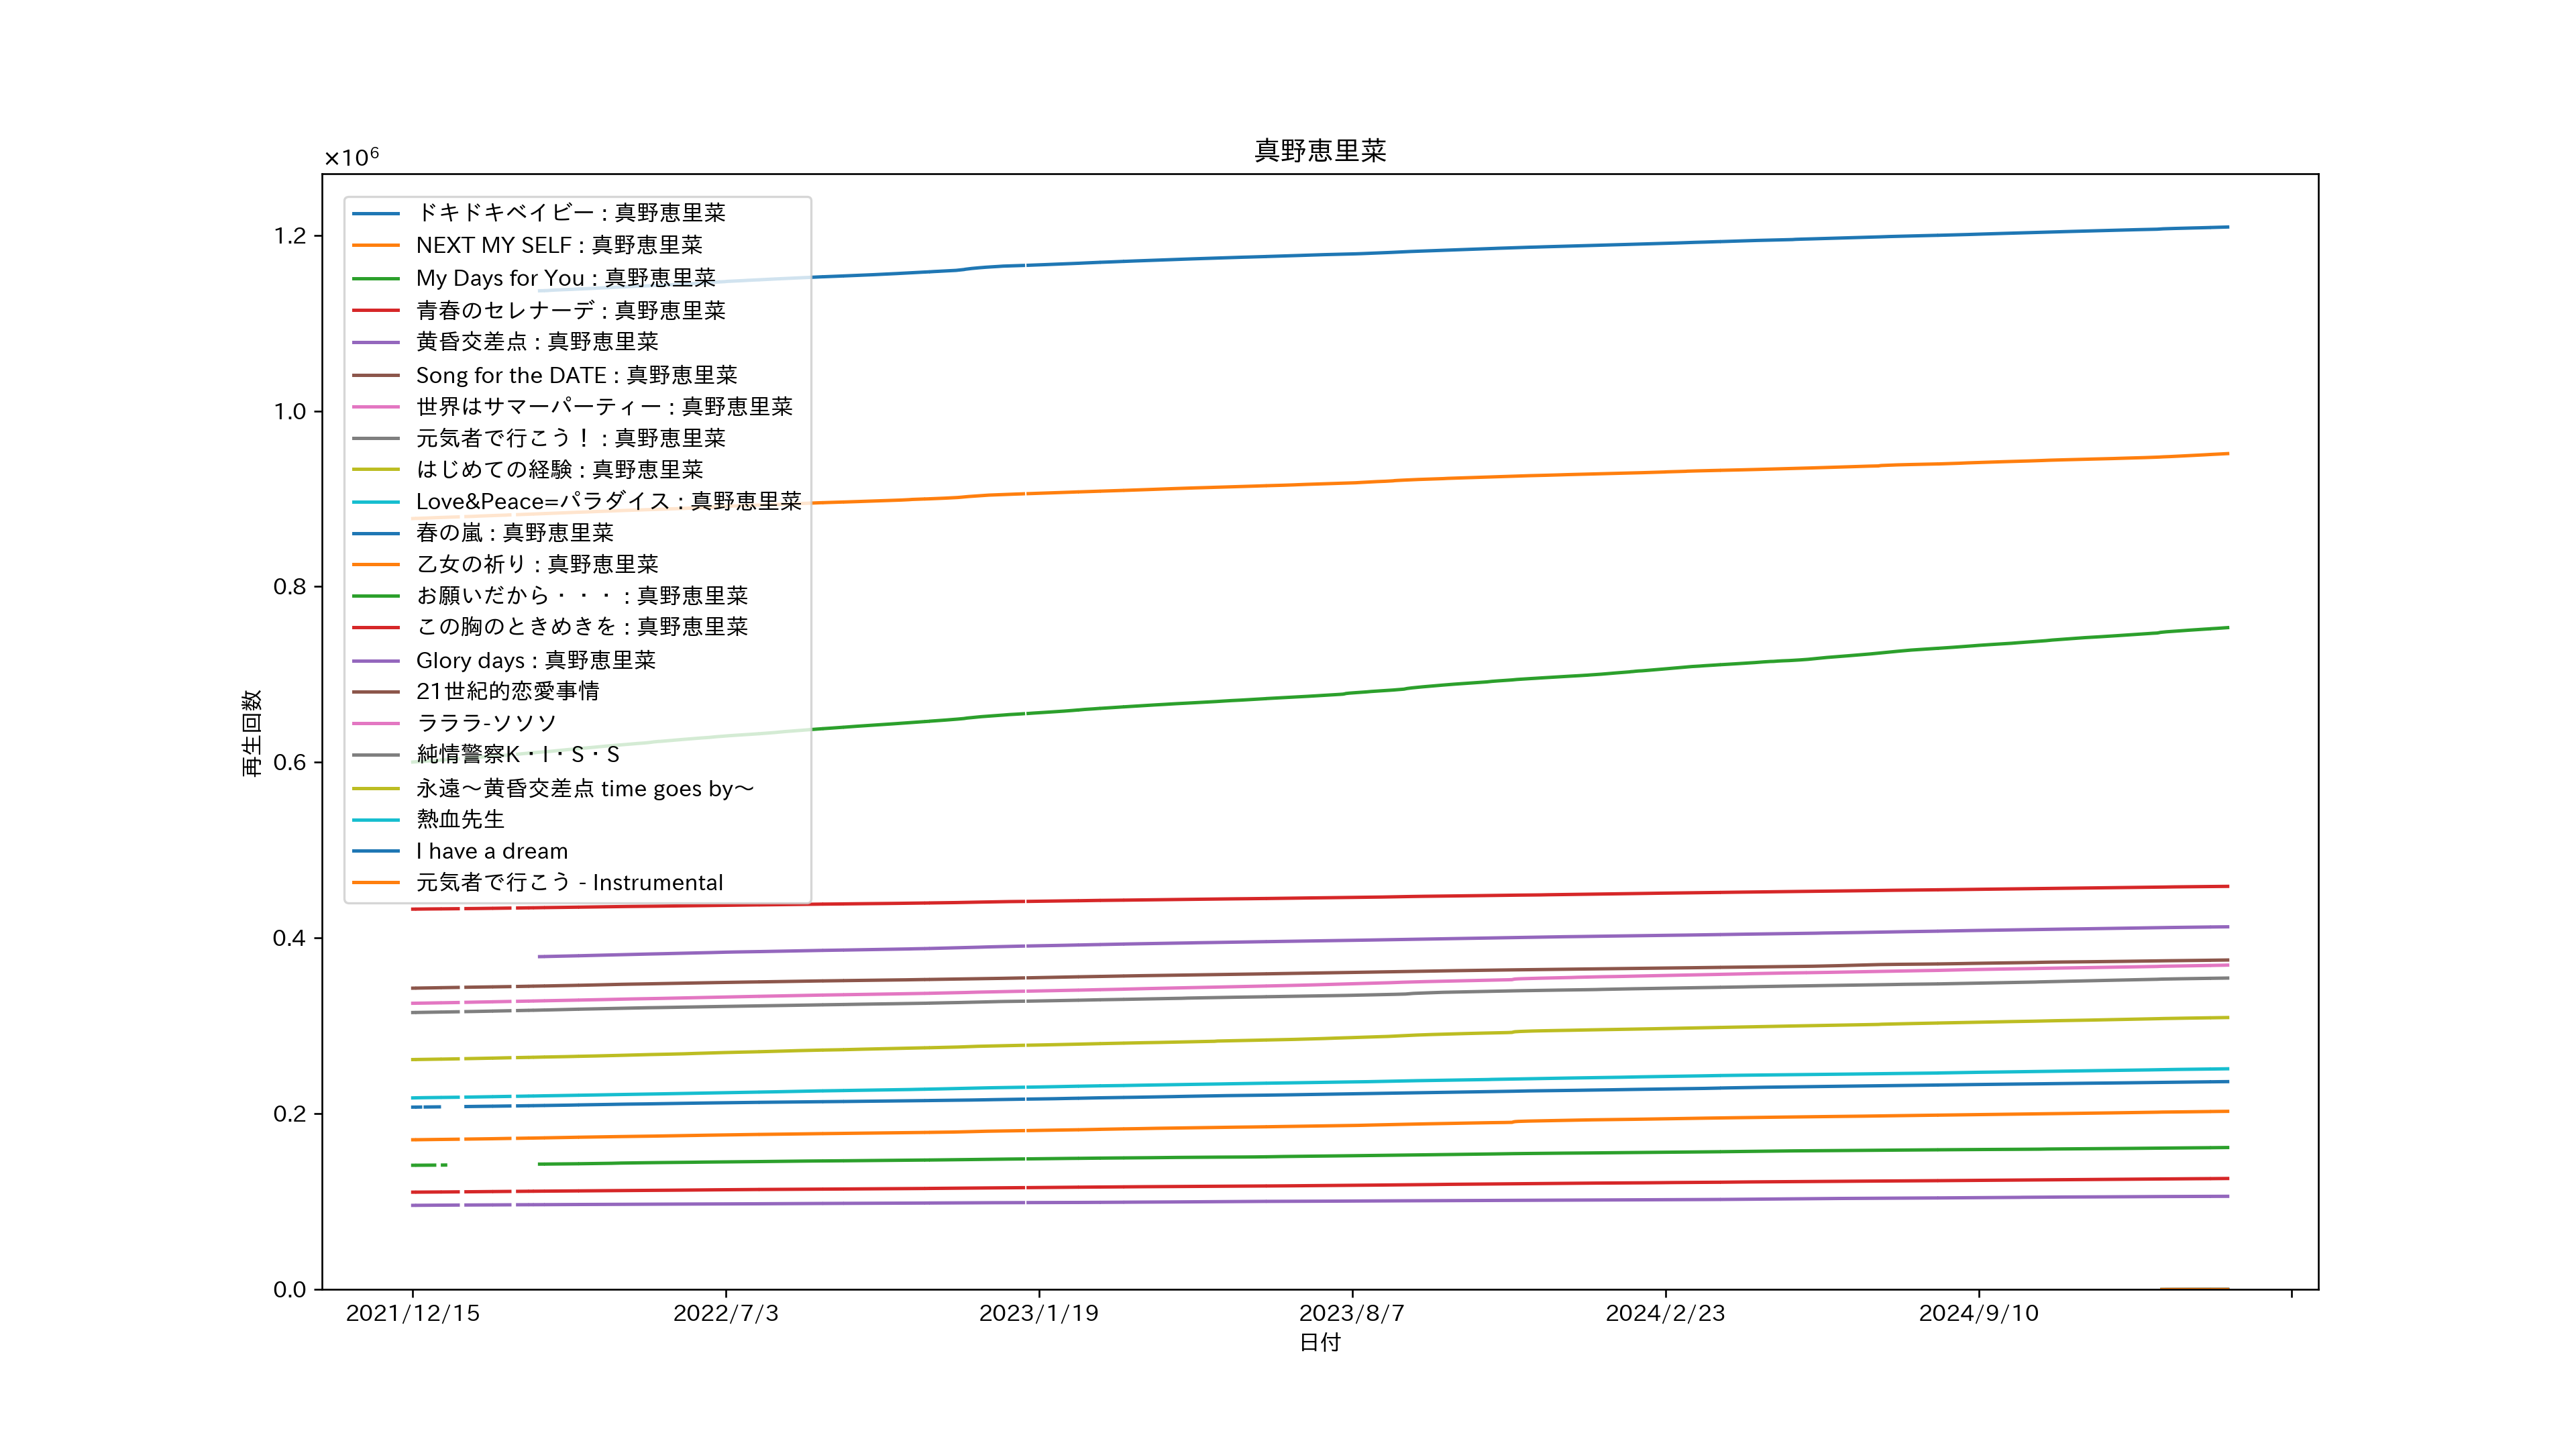 真野恵里菜
×10⁶
1.2
1.0
0.8
0.6
0.4
0.2
0.0
再生回数
ドキドキベイビー : 真野恵里菜
NEXT MY SELF : 真野恵里菜
My Days for You : 真野恵里菜
青春のセレナーデ : 真野恵里菜
黄昏交差点 : 真野恵里菜
Song for the DATE : 真野恵里菜
世界はサマーパーティー : 真野恵里菜
元気者で行こう！ : 真野恵里菜
はじめての経験 : 真野恵里菜
Love&Peace=パラダイス : 真野恵里菜
春の嵐 : 真野恵里菜
乙女の祈り : 真野恵里菜
お願いだから・・・ : 真野恵里菜
この胸のときめきを : 真野恵里菜
Glory days : 真野恵里菜
21世紀的恋愛事情
ラララ-ソソソ
純情警察K・I・S・S
永遠～黄昏交差点 time goes by～
熱血先生
I have a dream
元気者で行こう - Instrumental
2021/12/15
2022/7/3
2023/1/19
2023/8/7
2024/2/23
2024/9/10
日付